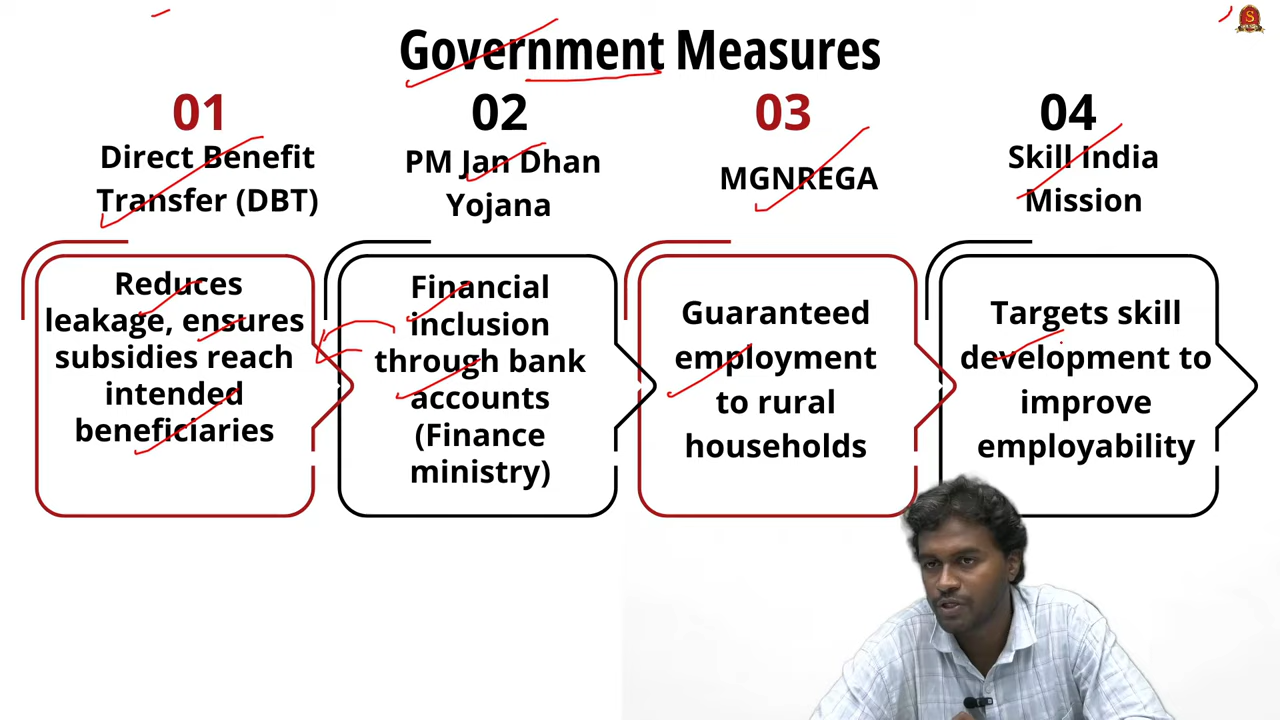 Government Measures
01
Direct Benefit
Transfer (DBT)
Reduces
leakage, ensures
subsidies reach
intended
beneficiaries
02
PM Jan Dhan
Yojana
Financial
inclusion
through bank
accounts
(Finance
ministry)
03
MGNREGA
Guaranteed
employment
to rural
households
04
Skill India
Mission
Targets skill
development to
improve
employability
S